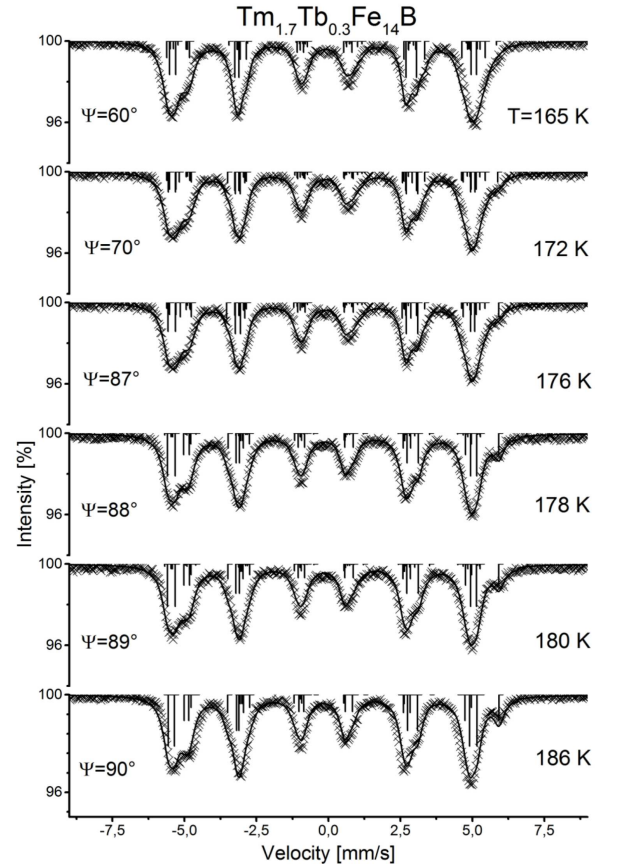 Tm1.7Tb0.3Fe14B
100
96
Ψ=60°
T=165 K
100
96
Ψ=70°
172 K
100
96
Ψ=87°
176 K
100
96
Ψ=88°
178 K
100
96
Ψ=89°
180 K
100
96
Ψ=90°
186 K
Intensity [%]
-7,5 -5,0 -2,5 0,0 2,5 5,0 7,5
Velocity [mm/s]